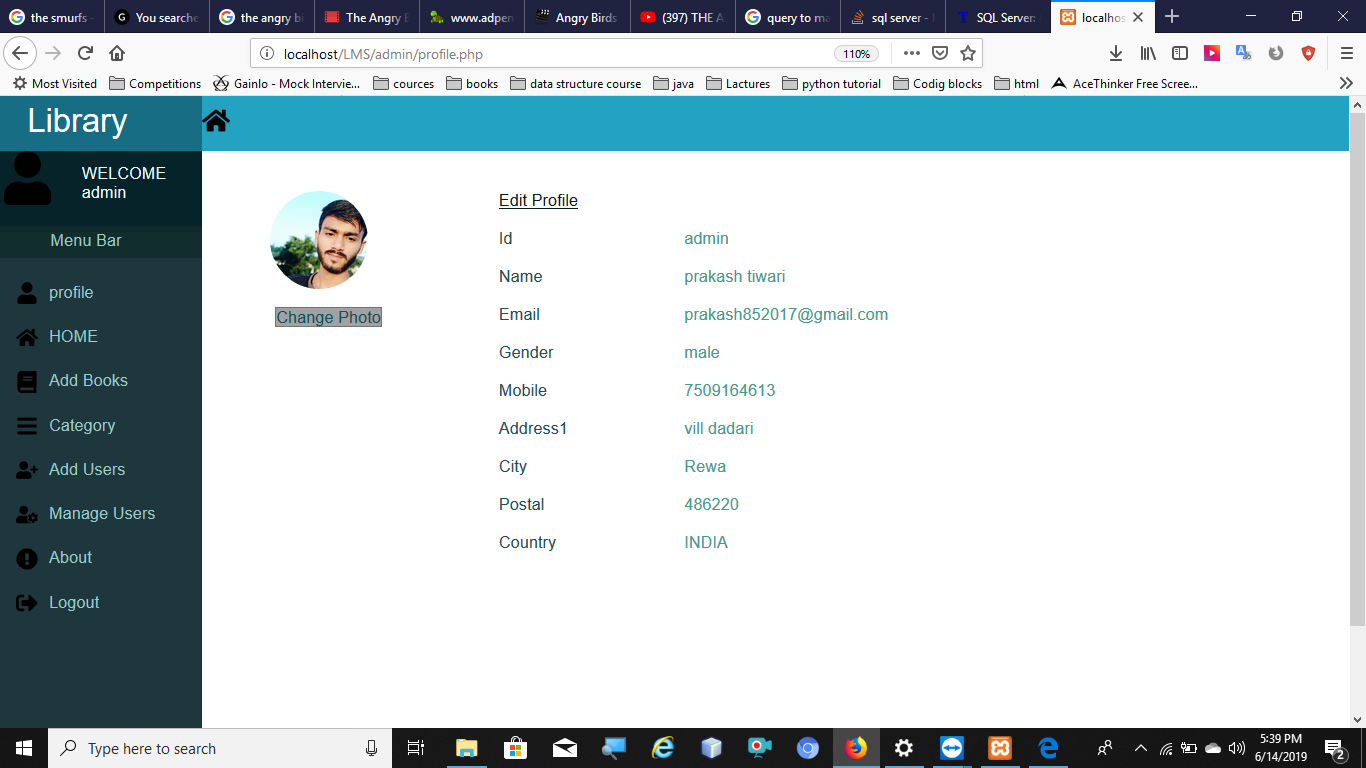 the smurfs -
You searche
the angry bi
The Angry B
www.adpen
Angry Birds
(397) THE A
query to ma
sql server -
SQL Server:
localhos
localhost/LMS/admin/profile.php
110%
Most Visited
Competitions
Gainlo - Mock Intervie...
cources
books
data structure course
java
Lactures
python tutorial
Codig blocks
html
AceThinker Free Scree...
Library
WELCOME
admin
Menu Bar
profile
HOME
Add Books
Category
Add Users
Manage Users
About
Logout
Change Photo
Edit Profile
Id admin
Name prakash tiwari
Email prakash852017@gmail.com
Gender male
Mobile 7509164613
Address1 vill dadari
City Rewa
Postal 486220
Country INDIA
Type here to search
5:39 PM
6/14/2019
2